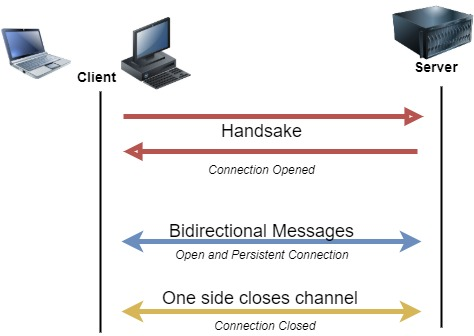 Client
Server
Handsake
Connection Opened
Bidirectional Messages
Open and Persistent Connection
One side closes channel
Connection Closed